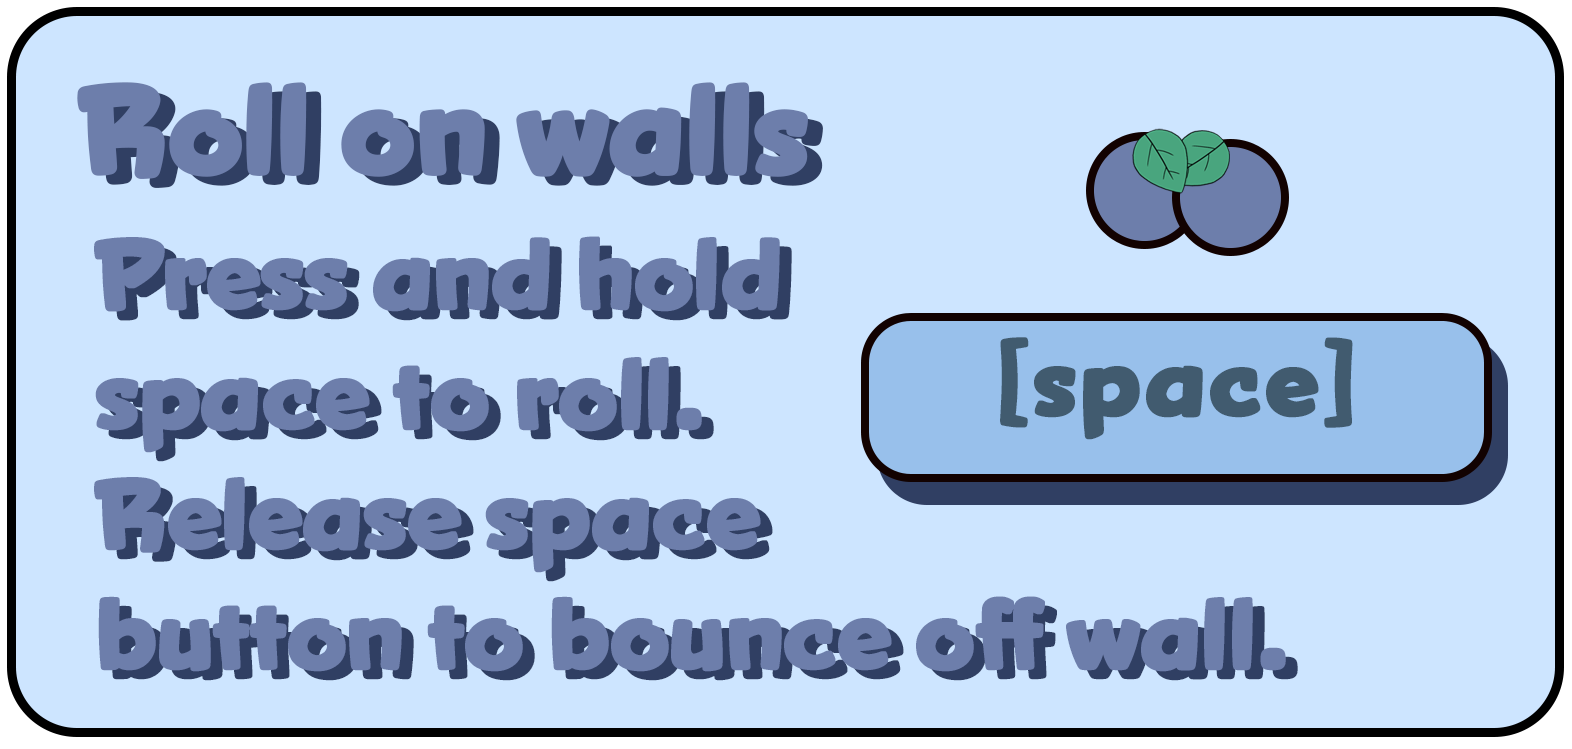 Roll on walls
Press and hold
space to roll.
[space]
Release space
button to bounce off wall.